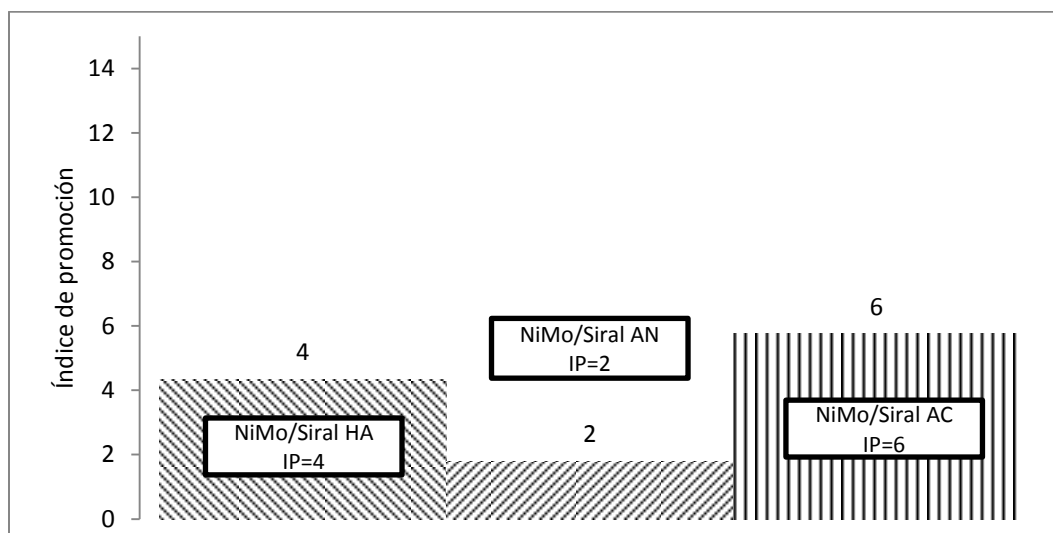 Índice de promoción
14
12
10
8
6
4
2
0
4
2
6
NiMo/Siral HA
IP=4
NiMo/Siral AN
IP=2
NiMo/Siral AC
IP=6